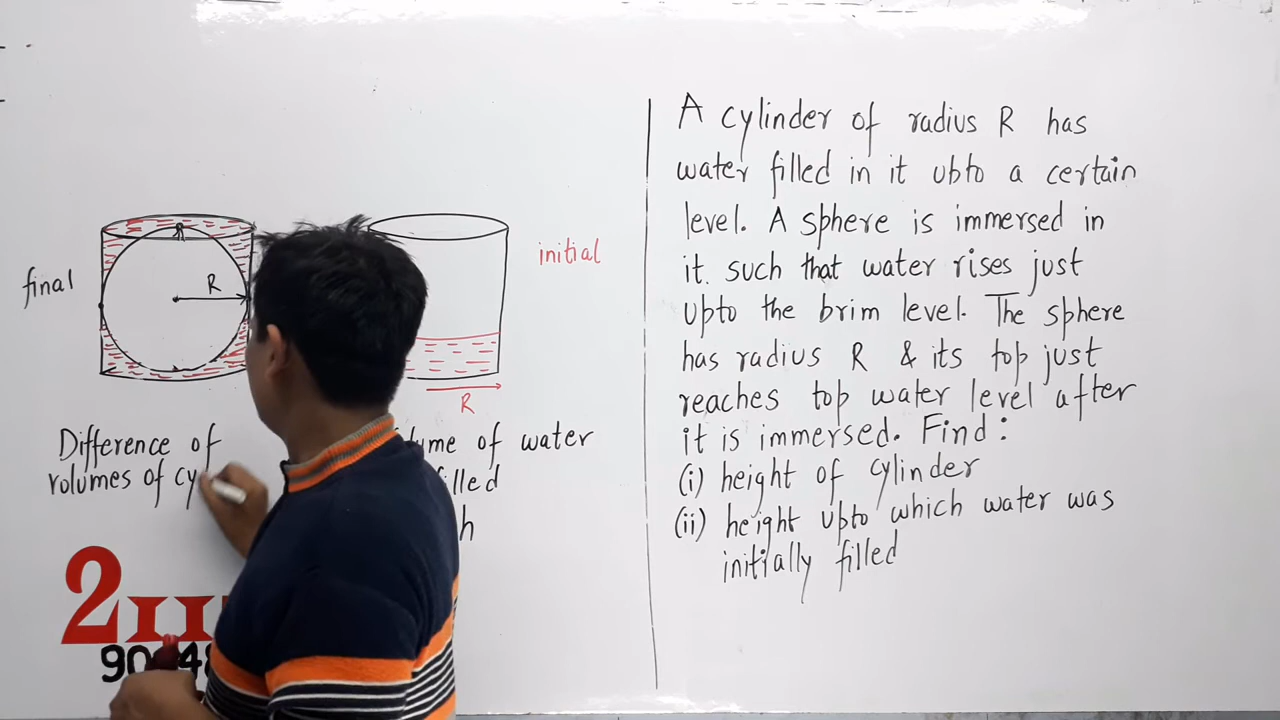 A cylinder of radius R has
water filled in it upto a certain
level. A sphere is immersed in
it. such that water rises just
upto the brim level. The sphere
has radius R & its top just
reaches top water level after
it is immersed. Find:
(i) height of cylinder
(ii) height upto which water was
initially filled
final
R
initial
R
Difference of
volumes of cy
of water
h